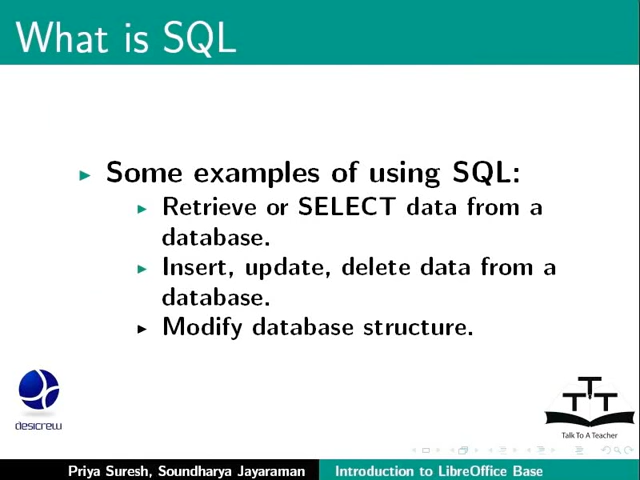 What is SQL
Some examples of using SQL:
Retrieve or SELECT data from a
database.
Insert, update, delete data from a
database.
Modify database structure.
desicrew
TTT
Talk To A Teacher
Priya Suresh, Soundharya Jayaraman
Introduction to LibreOffice Base